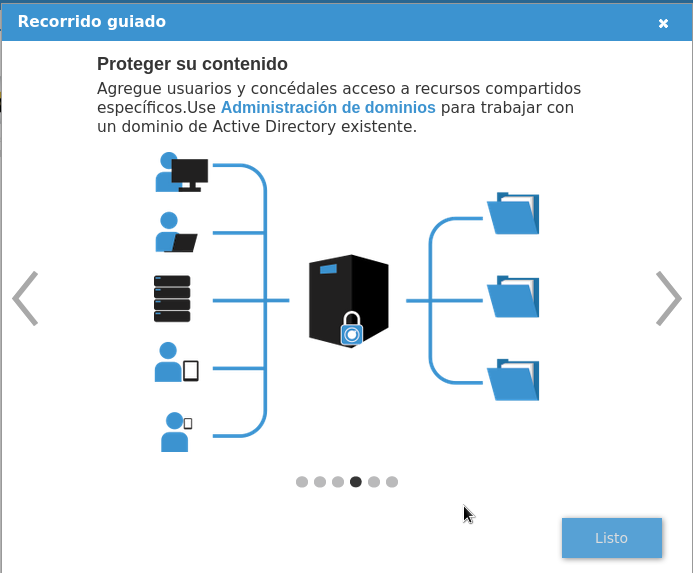 Recorrido guiado
Proteger su contenido
Agregue usuarios y concédales acceso a recursos compartidos
específicos.Use Administración de dominios para trabajar con
un dominio de Active Directory existente.
Listo